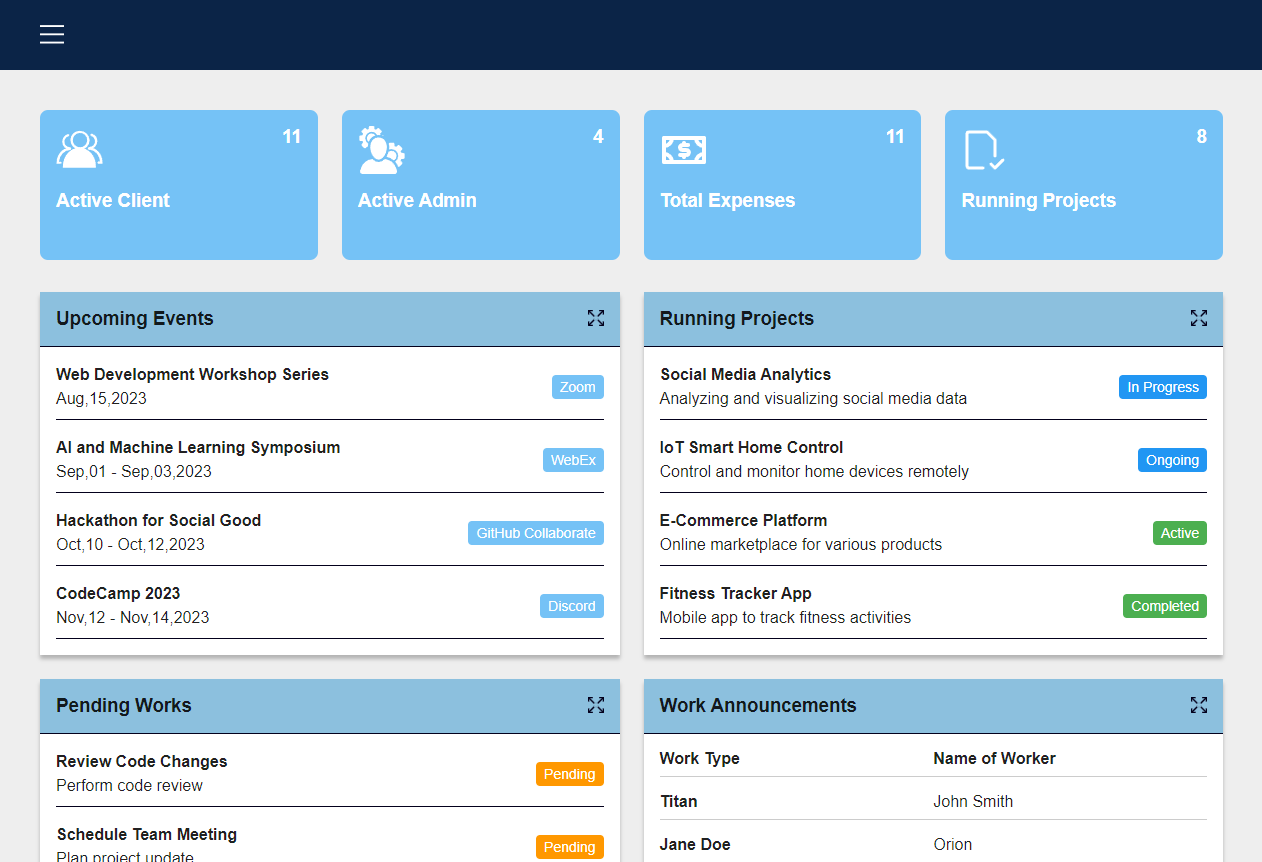 11
Active Client
4
Active Admin
11
Total Expenses
8
Running Projects
Upcoming Events
Web Development Workshop Series
Aug,15,2023
Zoom
AI and Machine Learning Symposium
Sep,01 - Sep,03,2023
WebEx
Hackathon for Social Good
Oct,10 - Oct,12,2023
GitHub Collaborate
CodeCamp 2023
Nov,12 - Nov,14,2023
Discord
Running Projects
Social Media Analytics
Analyzing and visualizing social media data
In Progress
IoT Smart Home Control
Control and monitor home devices remotely
Ongoing
E-Commerce Platform
Online marketplace for various products
Active
Fitness Tracker App
Mobile app to track fitness activities
Completed
Pending Works
Review Code Changes
Perform code review
Pending
Schedule Team Meeting
Plan project update
Pending
Work Announcements
Work Type Name of Worker
Titan John Smith
Jane Doe Orion